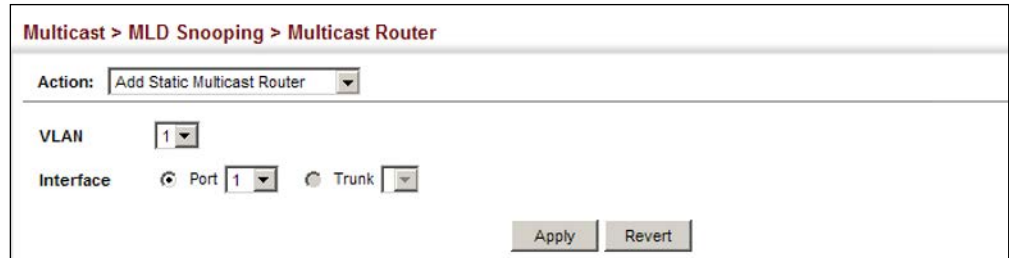 Multicast > MLD Snooping > Multicast Router
Action: Add Static Multicast Router
VLAN 1
Interface Port 1 Trunk
Apply Revert